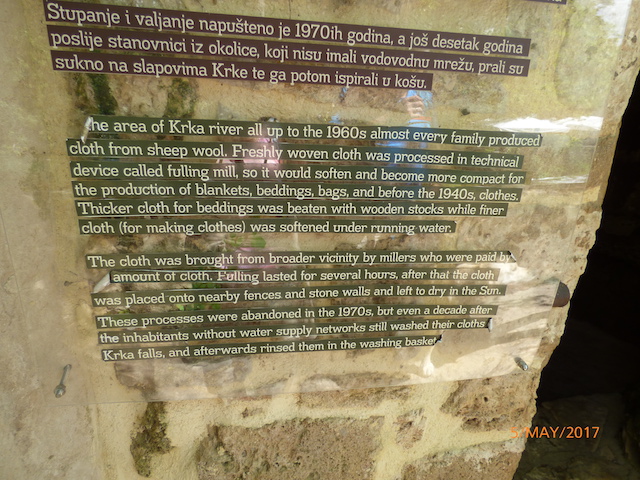 Stupanje i valjanje napušteno je 1970ih godina, a još desetak godina
poslije stanovnici iz okolice, koji nisu imali vodovodnu mrežu, prali su
sukno na slapovima Krke te ga potom ispirali u košu.
the area of Krka river all up to the 1960s almost every family produced
cloth from sheep wool. Freshly woven cloth was processed in technical
device called fulling mill, so it would soften and become more compact for
the production of blankets, beddings, bags, and before the 1940s, clothes.
Thicker cloth for beddings was beaten with wooden stocks while finer
cloth (for making clothes) was softened under running water.
The cloth was brought from broader vicinity by millers who were paid by
amount of cloth. Fulling lasted for several hours, after that the cloth
was placed onto nearby fences and stone walls and left to dry in the Sun.
These processes were abandoned in the 1970s, but even a decade after
the inhabitants without water supply networks still washed their cloths
Krka falls, and afterwards rinsed them in the washing basket
MAY/2017